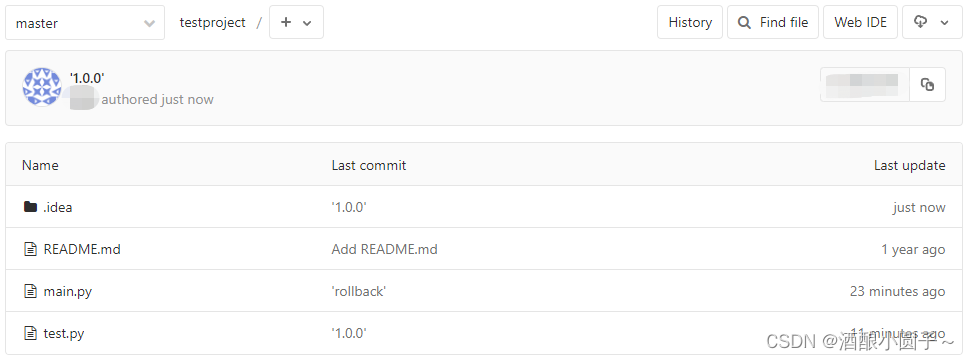 master testproject / + History Find file Web IDE
'1.0.0'
authored just now
Name Last commit Last update
.idea '1.0.0' just now
README.md Add README.md 1 year ago
main.py 'rollback' 23 minutes ago
test.py '1.0.0' 11 minutes ago
CSDN @酒酿小圆子~